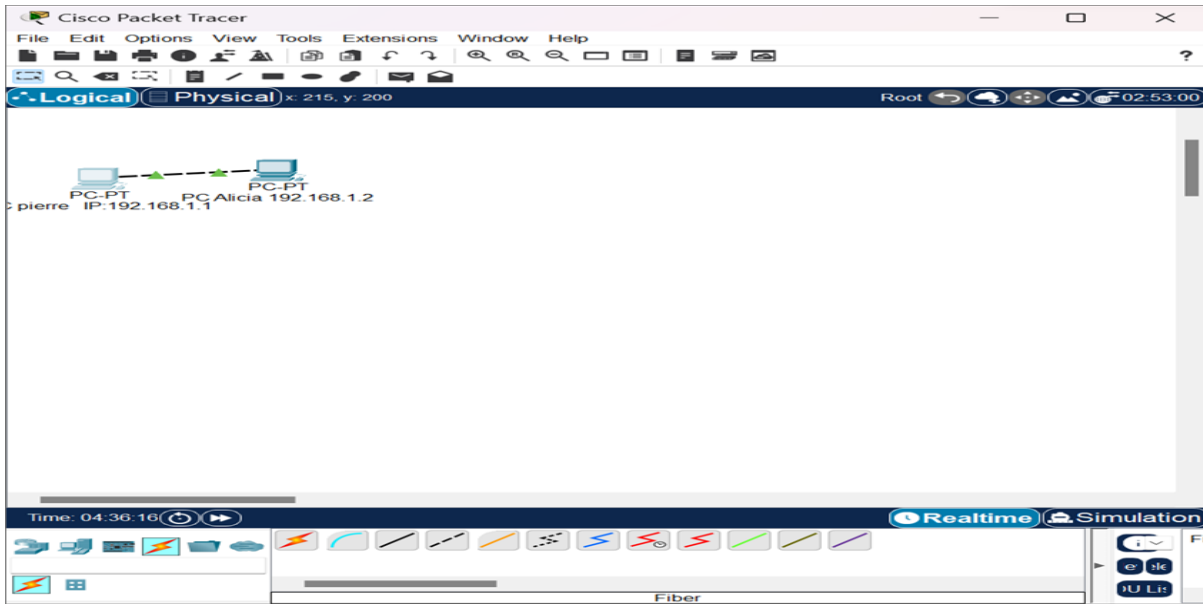 Cisco Packet Tracer
File Edit Options View Tools Extensions Window Help
?
Logical Physical x: 215, y: 200 Root 02:53:00
PC-PT
PC-PT
PC Alicia 192.168.1.2
pierre IP:192.168.1.1
Time: 04:36:16 Realtime Simulation
Fiber